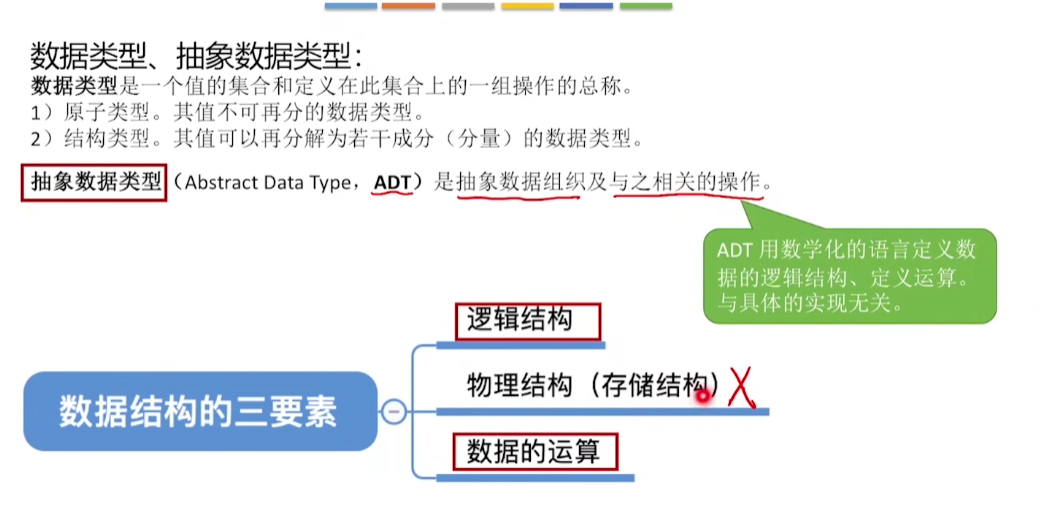 数据类型、抽象数据类型：
数据类型是一个值的集合和定义在此集合上的一组操作的总称。
1）原子类型。其值不可再分的数据类型。
2）结构类型。其值可以再分解为若干成分（分量）的数据类型。
抽象数据类型（Abstract Data Type，ADT）是抽象数据组织及与之相关的操作。
ADT 用数学化的语言定义数
据的逻辑结构、定义运算。
与具体的实现无关。
逻辑结构
物理结构（存储结构）
数据结构的三要素
数据的运算